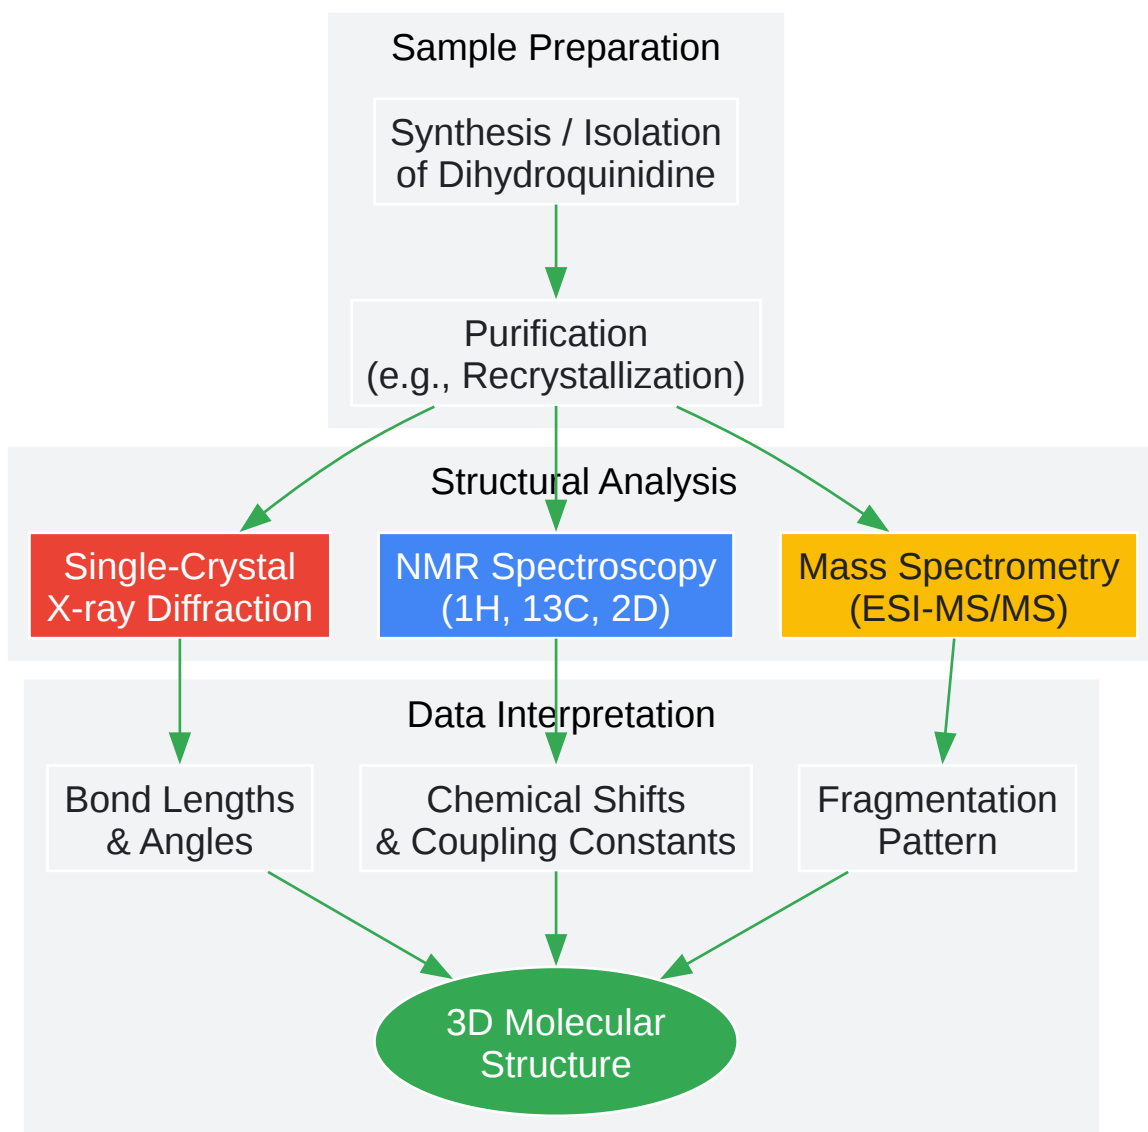 Sample Preparation
Synthesis / Isolation
of Dihydroquinidine
Purification
(e.g., Recrystallization)
Structural Analysis
Single-Crystal
X-ray Diffraction
NMR Spectroscopy
(1H, 13C, 2D)
Mass Spectrometry
(ESI-MS/MS)
Data Interpretation
Bond Lengths
& Angles
Chemical Shifts
& Coupling Constants
Fragmentation
Pattern
3D Molecular
Structure